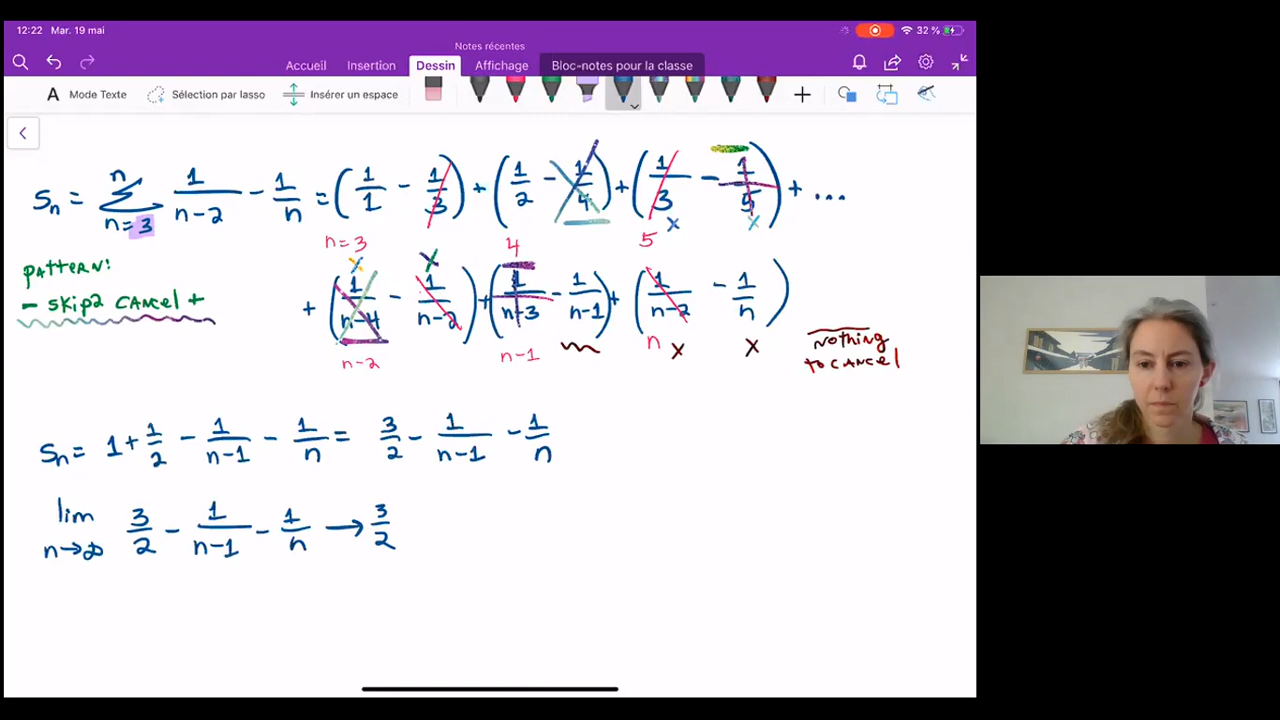 12:22 Mar. 19 mai
32 %
Notes récentes
Accueil Insertion Dessin Affichage Bloc-notes pour la classe
A Mode Texte Sélection par lasso Insérer un espace
Sₙ = Σ (n=3 → n) 1/(n-2) - 1/n = (1/1 - 1/3) + (1/2 - 1/4) + (1/3 - 1/5) + ...
x x
n=3 4 5
pattern:
- skip2 cancel +
x x
+ (1/(n-4) - 1/(n-2)) + (1/(n-3) - 1/(n-1)) + (1/(n-2) - 1/n)
n-2 n-1 n x x
nothing
to cancel
Sₙ = 1 + 1/2 - 1/(n-1) - 1/n = 3/2 - 1/(n-1) - 1/n
lim n→∞ 3/2 - 1/(n-1) - 1/n → 3/2